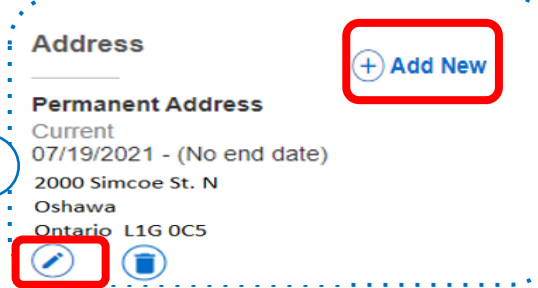 Address
+ Add New
Permanent Address
Current
07/19/2021 - (No end date)
2000 Simcoe St. N
Oshawa
Ontario L1G 0C5